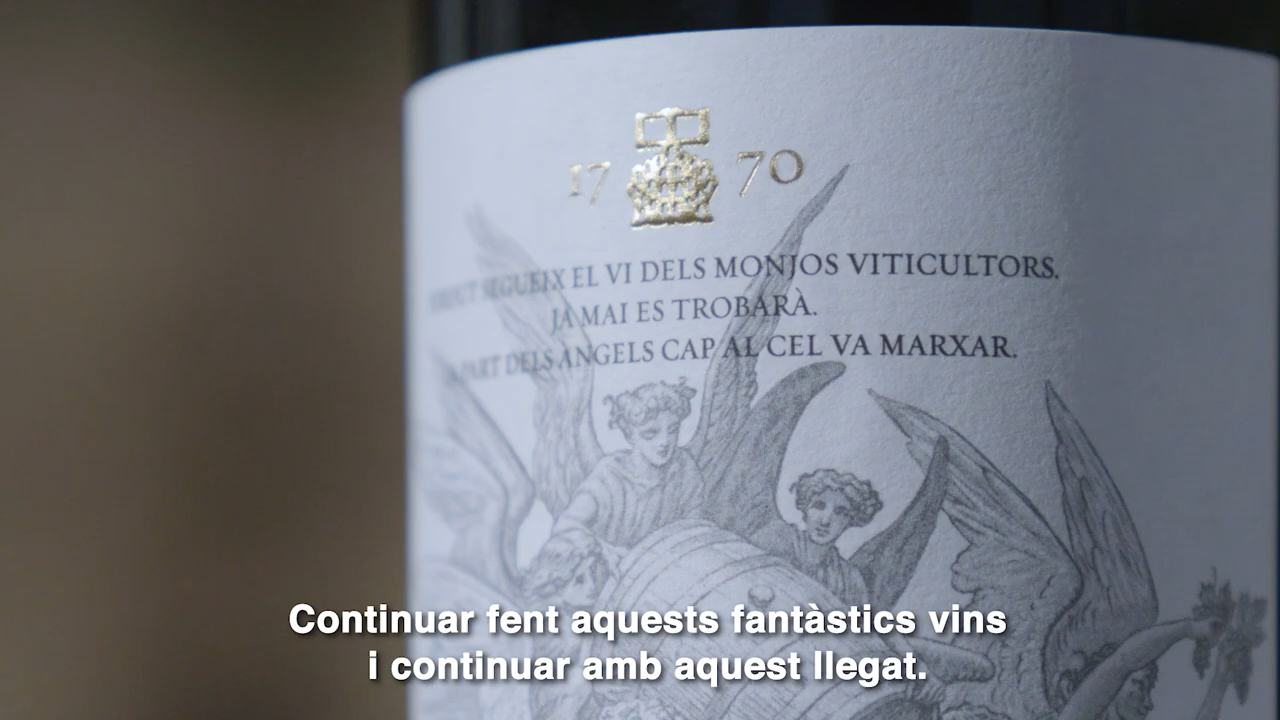 17 70
SEGUEIX EL VI DELS MONJOS VITICULTORS.
JA MAI ES TROBARÀ.
PART DELS ÀNGELS CAP AL CEL VA MARXAR.
Continuar fent aquests fantàstics vins
i continuar amb aquest llegat.